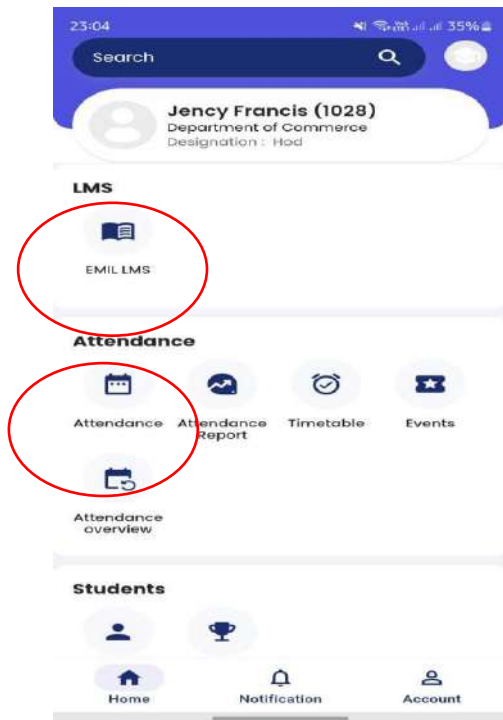 23:04 35%
Search
Jency Francis (1028)
Department of Commerce
Designation : Hod
LMS
EMIL LMS
Attendance
Attendance Attendance Timetable Events
Report
Attendance
overview
Students
Home Notification Account